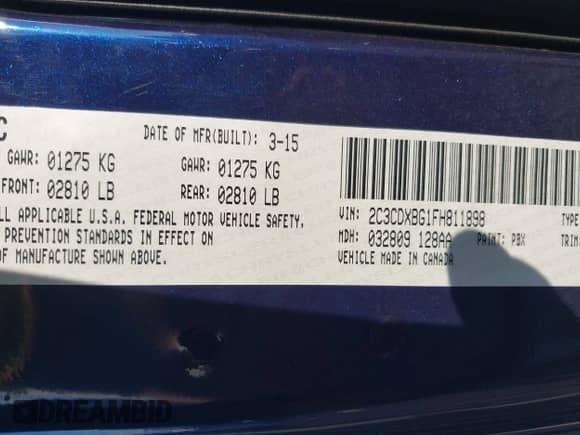 C
DATE OF MFR(BUILT): 3-15
GAWR: 01275 KG GAWR: 01275 KG
FRONT: 02810 LB REAR: 02810 LB
LL APPLICABLE U.S.A. FEDERAL MOTOR VEHICLE SAFETY,
PREVENTION STANDARDS IN EFFECT ON
OF MANUFACTURE SHOWN ABOVE.
VIN: 2C3CDXBG1FH811898 TYPE
MDH: 032809 128AA PAINT: PBX TRIM
VEHICLE MADE IN CANADA
DREAMBID